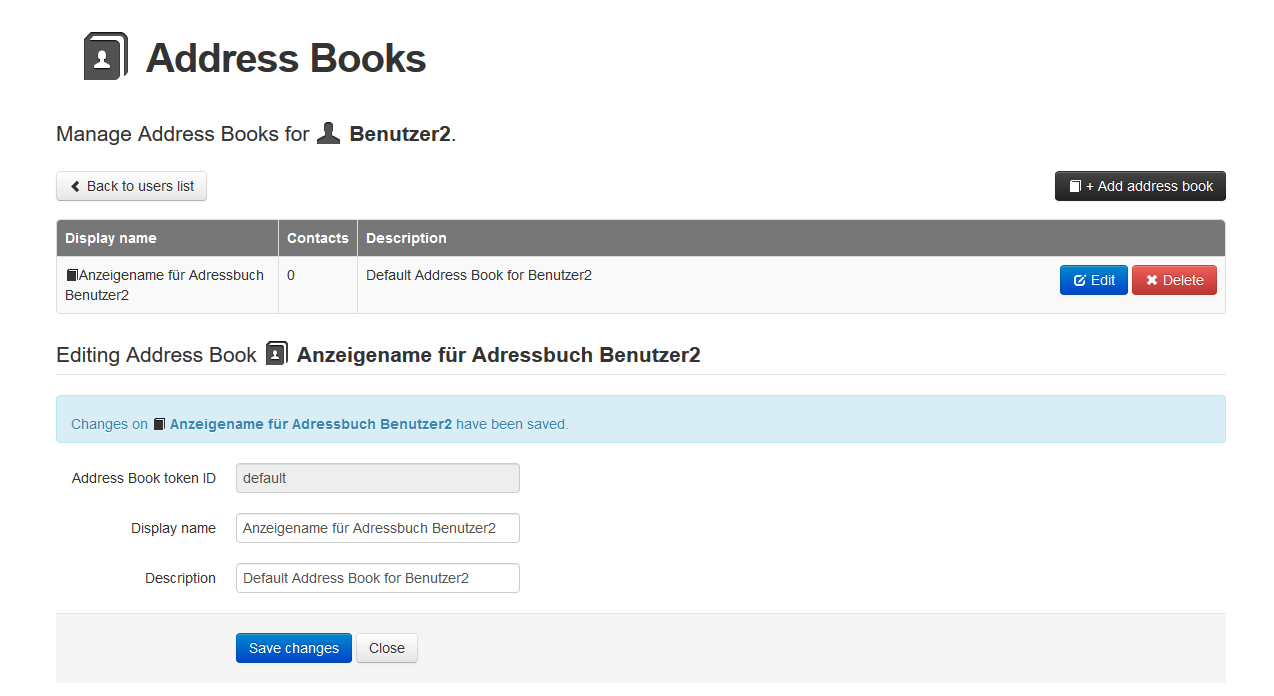 Address Books
Manage Address Books for Benutzer2.
Back to users list
+ Add address book
Display name Contacts Description
Anzeigename für Adressbuch
Benutzer2
0
Default Address Book for Benutzer2
Edit
Delete
Editing Address Book Anzeigename für Adressbuch Benutzer2
Changes on Anzeigename für Adressbuch Benutzer2 have been saved.
Address Book token ID default
Display name Anzeigename für Adressbuch Benutzer2
Description Default Address Book for Benutzer2
Save changes Close